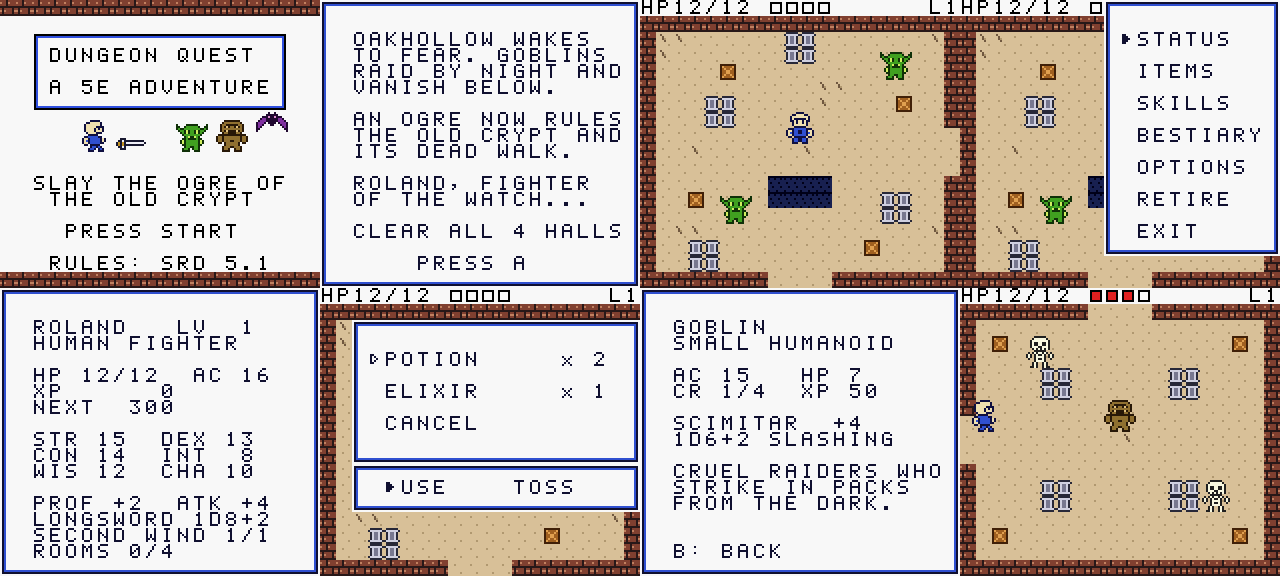 DUNGEON QUEST
A 5E ADVENTURE
SLAY THE OGRE OF
THE OLD CRYPT
PRESS START
RULES: SRD 5.1
OAKHOLLOW WAKES
TO FEAR. GOBLINS
RAID BY NIGHT AND
VANISH BELOW.
AN OGRE NOW RULES
THE OLD CRYPT AND
ITS DEAD WALK.
ROLAND, FIGHTER
OF THE WATCH...
CLEAR ALL 4 HALLS
PRESS A
HP12/12 L1
HP12/12
STATUS
ITEMS
SKILLS
BESTIARY
OPTIONS
RETIRE
EXIT
ROLAND LV 1
HUMAN FIGHTER
HP 12/12 AC 16
XP 0
NEXT 300
STR 15 DEX 13
CON 14 INT 8
WIS 12 CHA 10
PROF +2 ATK +4
LONGSWORD 1D8+2
SECOND WIND 1/1
ROOMS 0/4
HP12/12 L1
POTION x 2
ELIXIR x 1
CANCEL
USE TOSS
GOBLIN
SMALL HUMANOID
AC 15 HP 7
CR 1/4 XP 50
SCIMITAR +4
1D6+2 SLASHING
CRUEL RAIDERS WHO
STRIKE IN PACKS
FROM THE DARK.
B: BACK
HP12/12 L1